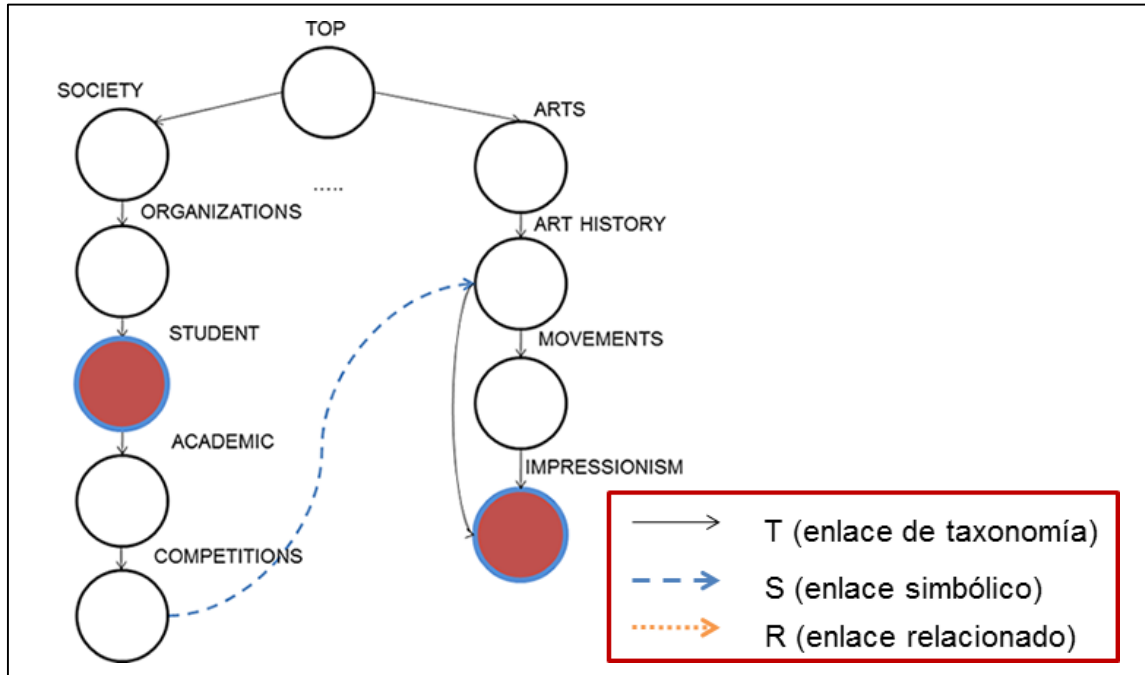 TOP
SOCIETY
ARTS
.....
ORGANIZATIONS
ART HISTORY
STUDENT
MOVEMENTS
ACADEMIC
IMPRESSIONISM
COMPETITIONS
T (enlace de taxonomía)
S (enlace simbólico)
R (enlace relacionado)